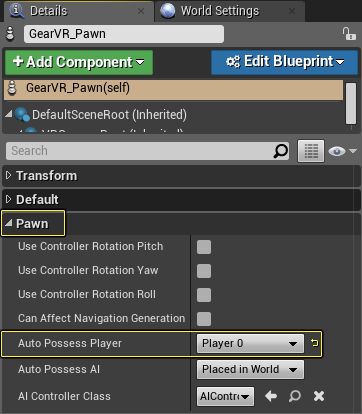 Details
World Settings
GearVR_Pawn
+ Add Component
Edit Blueprint
GearVR_Pawn(self)
DefaultSceneRoot (Inherited)
Search
Transform
Default
Pawn
Use Controller Rotation Pitch
Use Controller Rotation Yaw
Use Controller Rotation Roll
Can Affect Navigation Generation
Auto Possess Player
Player 0
Auto Possess AI
Placed in World
AI Controller Class
AIContr